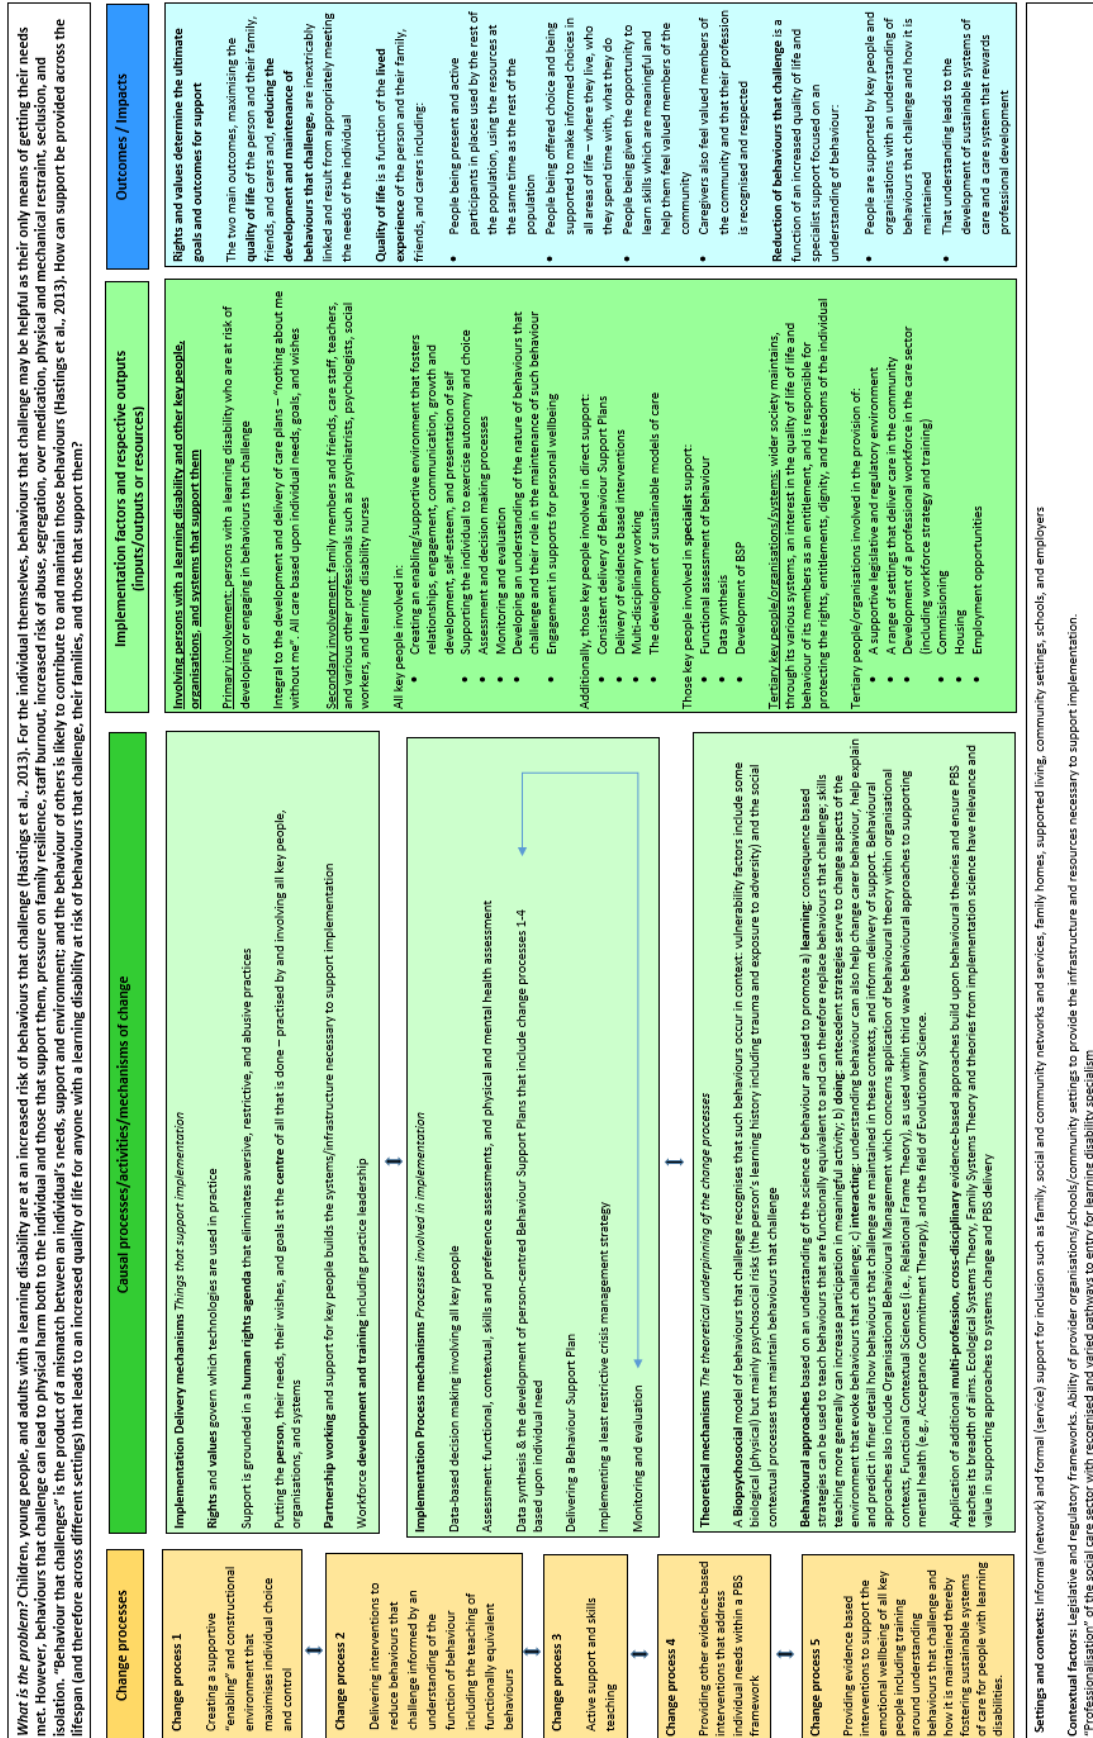 What is the problem? Children, young people, and adults with a learning disability are at an increased risk of behaviours that challenge (Hastings et al., 2013). For the individual themselves, behaviours that challenge may be helpful as their only means of getting their needs
met. However, behaviours that challenge can lead to physical harm both to the individual and those that support them, pressure on family resilience, staff burnout, increased risk of abuse, segregation, over medication, physical and mechanical restraint, seclusion, and
isolation. "Behaviour that challenges" is the product of a mismatch between an individual's needs, support and environment; and the behaviour of others is likely to contribute to and maintain those behaviours (Hastings et al., 2013). How can support be provided across the
lifespan (and therefore across different settings) that leads to an increased quality of life for anyone with a learning disability at risk of behaviours that challenge, their families, and those that support them?
Change processes
Change process 1
Creating a supportive
"enabling" and constructional
environment that
maximises individual choice
and control
Change process 2
Delivering interventions to
reduce behaviours that
challenge informed by an
understanding of the
function of behaviour
including the teaching of
functionally equivalent
behaviours
Change process 3
Active support and skills
teaching
Change process 4
Providing other evidence-based
interventions that address
individual needs within a PBS
framework
Change process 5
Providing evidence based
interventions to support the
emotional wellbeing of all key
people including training
around understanding
behaviours that challenge and
how it is maintained thereby
fostering sustainable systems
of care for people with learning
disabilities.
Causal processes/activities/mechanisms of change
Implementation Delivery mechanisms Things that support implementation
Rights and values govern which technologies are used in practice
Support is grounded in a human rights agenda that eliminates aversive, restrictive, and abusive practices
Putting the person, their needs, their wishes, and goals at the centre of all that is done – practised by and involving all key people,
organisations, and systems
Partnership working and support for key people builds the systems/infrastructure necessary to support implementation
Workforce development and training including practice leadership
Implementation Process mechanisms Processes involved in implementation
Data-based decision making involving all key people
Assessment: functional, contextual, skills and preference assessments, and physical and mental health assessment
Data synthesis & the development of person-centred Behaviour Support Plans that include change processes 1-4
based upon individual need
Delivering a Behaviour Support Plan
Implementing a least restrictive crisis management strategy
Monitoring and evaluation
Theoretical mechanisms The theoretical underpinning of the change processes
A Biopsychosocial model of behaviours that challenge recognises that such behaviours occur in context: vulnerability factors include some
biological (physical) but mainly psychosocial risks (the person's learning history including trauma and exposure to adversity) and the social
contextual processes that maintain behaviours that challenge
Behavioural approaches based on an understanding of the science of behaviour are used to promote a) learning: consequence based
strategies can be used to teach behaviours that are functionally equivalent to and can therefore replace behaviours that challenge; skills
teaching more generally can increase participation in meaningful activity; b) doing: antecedent strategies serve to change aspects of the
environment that evoke behaviours that challenge; c) interacting: understanding behaviour can also help change carer behaviour, help explain
and predict in finer detail how behaviours that challenge are maintained in these contexts, and inform delivery of support. Behavioural
approaches also include Organisational Behavioural Management which concerns application of behavioural theory within organisational
contexts, Functional Contextual Sciences (i.e., Relational Frame Theory), as used within third wave behavioural approaches to supporting
mental health (e.g., Acceptance Commitment Therapy), and the field of Evolutionary Science.
Application of additional multi-profession, cross-disciplinary evidence-based approaches build upon behavioural theories and ensure PBS
reaches its breadth of aims. Ecological Systems Theory, Family Systems Theory and theories from implementation science have relevance and
value in supporting approaches to systems change and PBS delivery
Implementation factors and respective outputs
(inputs/outputs or resources)
Involving persons with a learning disability and other key people,
organisations, and systems that support them
Primary involvement: persons with a learning disability who are at risk of
developing or engaging in behaviours that challenge
Integral to the development and delivery of care plans – "nothing about me
without me". All care based upon individual needs, goals, and wishes
Secondary involvement: family members and friends, care staff, teachers,
and various other professionals such as psychiatrists, psychologists, social
workers, and learning disability nurses
All key people involved in:
• Creating an enabling/supportive environment that fosters
relationships, engagement, communication, growth and
development, self-esteem, and presentation of self
• Supporting the individual to exercise autonomy and choice
• Assessment and decision making processes
• Monitoring and evaluation
• Developing an understanding of the nature of behaviours that
challenge and their role in the maintenance of such behaviour
• Engagement in supports for personal wellbeing
Additionally, those key people involved in direct support:
• Consistent delivery of Behaviour Support Plans
• Delivery of evidence based interventions
• Multi-disciplinary working
• The development of sustainable models of care
Those key people involved in specialist support:
• Functional assessment of behaviour
• Data synthesis
• Development of BSP
Tertiary key people/organisations/systems: wider society maintains,
through its various systems, an interest in the quality of life of life and
behaviour of its members as an entitlement, and is responsible for
protecting the rights, entitlements, dignity, and freedoms of the individual
Tertiary people/organisations involved in the provision of:
• A supportive legislative and regulatory environment
• A range of settings that deliver care in the community
• Development of a professional workforce in the care sector
(including workforce strategy and training)
• Commissioning
• Housing
• Employment opportunities
Outcomes / Impacts
Rights and values determine the ultimate
goals and outcomes for support
The two main outcomes, maximising the
quality of life of the person and their family,
friends, and carers and, reducing the
development and maintenance of
behaviours that challenge, are inextricably
linked and result from appropriately meeting
the needs of the individual
Quality of life is a function of the lived
experience of the person and their family,
friends, and carers including:
• People being present and active
participants in places used by the rest of
the population, using the resources at
the same time as the rest of the
population
• People being offered choice and being
supported to make informed choices in
all areas of life – where they live, who
they spend time with, what they do
• People being given the opportunity to
learn skills which are meaningful and
help them feel valued members of the
community
• Caregivers also feel valued members of
the community and that their profession
is recognised and respected
Reduction of behaviours that challenge is a
function of an increased quality of life and
specialist support focused on an
understanding of behaviour:
• People are supported by key people and
organisations with an understanding of
behaviours that challenge and how it is
maintained
• That understanding leads to the
development of sustainable systems of
care and a care system that rewards
professional development
Settings and contexts: Informal (network) and formal (service) support for inclusion such as family, social and community networks and services, family homes, supported living, community settings, schools, and employers
Contextual factors: Legislative and regulatory frameworks. Ability of provider organisations/schools/community settings to provide the infrastructure and resources necessary to support implementation.
"Professionalisation" of the social care sector with recognised and varied pathways to entry for learning disability specialism